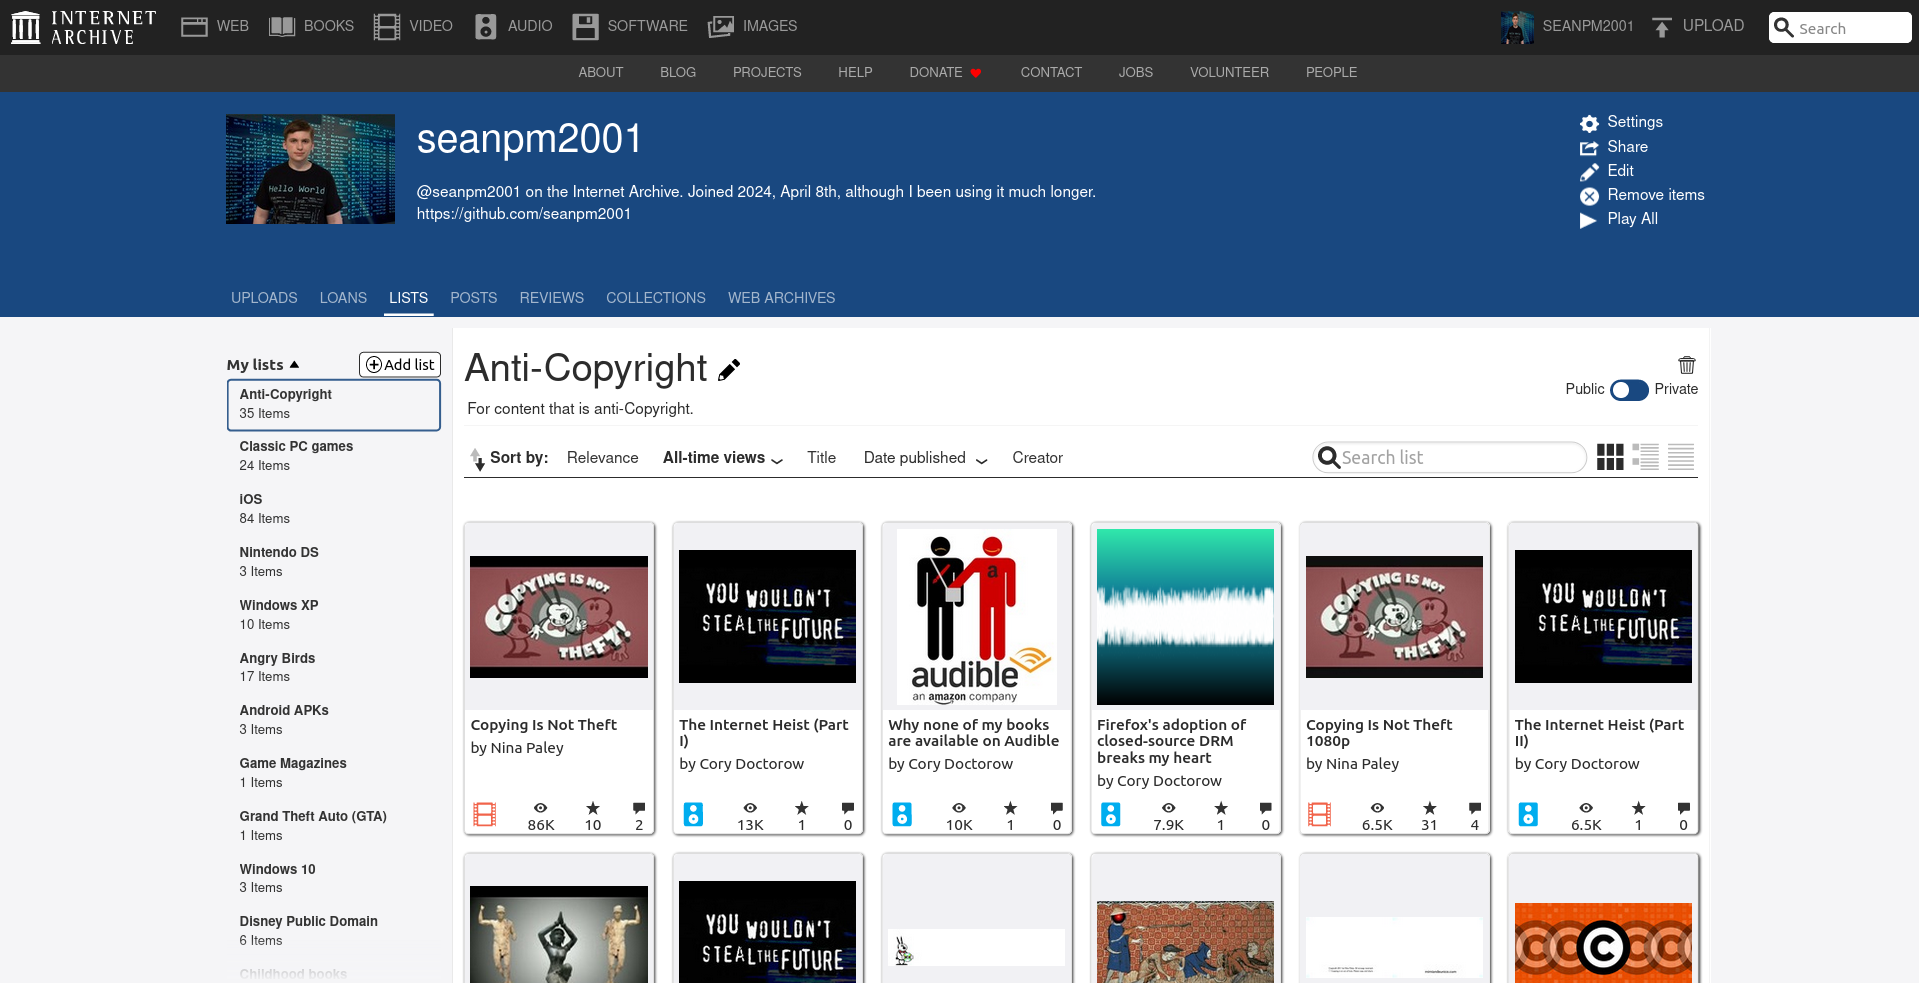 INTERNET ARCHIVE
WEB BOOKS VIDEO AUDIO SOFTWARE IMAGES SEANPM2001 UPLOAD Search
ABOUT BLOG PROJECTS HELP DONATE CONTACT JOBS VOLUNTEER PEOPLE
Hello World
seanpm2001
@seanpm2001 on the Internet Archive. Joined 2024, April 8th, although I been using it much longer.
https://github.com/seanpm2001
Settings
Share
Edit
Remove items
Play All
UPLOADS LOANS LISTS POSTS REVIEWS COLLECTIONS WEB ARCHIVES
My lists Add list
Anti-Copyright
35 Items
Classic PC games
24 Items
iOS
84 Items
Nintendo DS
3 Items
Windows XP
10 Items
Angry Birds
17 Items
Android APKs
3 Items
Game Magazines
1 Items
Grand Theft Auto (GTA)
1 Items
Windows 10
3 Items
Disney Public Domain
6 Items
Childhood books
Anti-Copyright
For content that is anti-Copyright.
Public Private
Sort by: Relevance All-time views Title Date published Creator Search list
COPYING IS NOT THEFT!
Copying Is Not Theft
by Nina Paley
86K 10 2
YOU WOULDN'T
STEAL THE FUTURE
The Internet Heist (Part
I)
by Cory Doctorow
13K 1 0
a
audible
an amazon company
Why none of my books
are available on Audible
by Cory Doctorow
10K 1 0
Firefox's adoption of
closed-source DRM
breaks my heart
by Cory Doctorow
7.9K 1 0
COPYING IS NOT THEFT!
Copying Is Not Theft
1080p
by Nina Paley
6.5K 31 4
YOU WOULDN'T
STEAL THE FUTURE
The Internet Heist (Part
II)
by Cory Doctorow
6.5K 1 0
YOU WOULDN'T
STEAL THE FUTURE
C C C C C